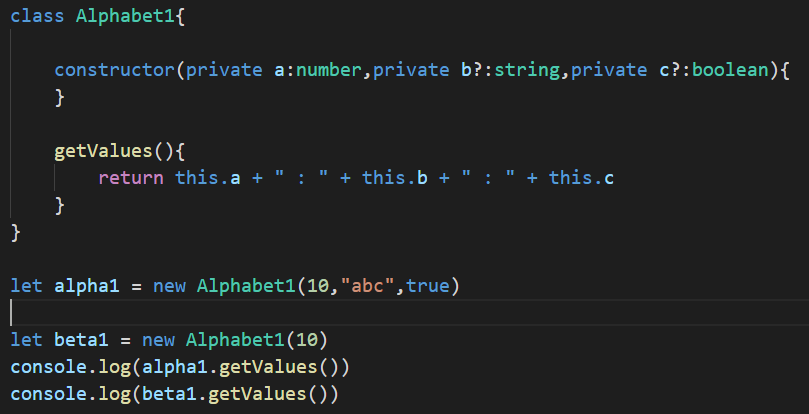 class Alphabet1{
constructor(private a:number,private b?:string,private c?:boolean){
}
getValues(){
return this.a + " : " + this.b + " : " + this.c
}
}
let alpha1 = new Alphabet1(10,"abc",true)
let beta1 = new Alphabet1(10)
console.log(alpha1.getValues())
console.log(beta1.getValues())